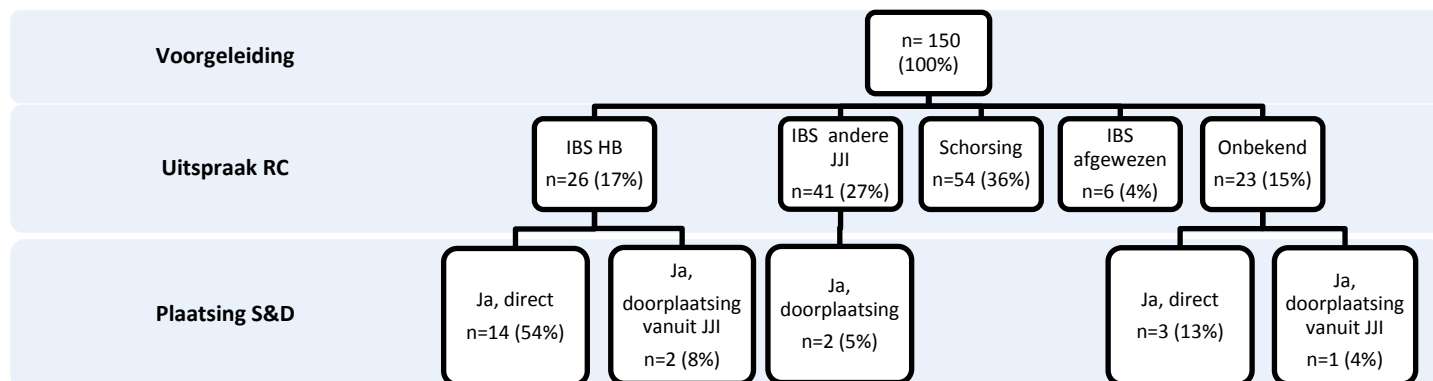 Voorgeleiding
n= 150
(100%)
Uitspraak RC
IBS HB
n=26 (17%)
IBS andere
JJI
n=41 (27%)
Schorsing
n=54 (36%)
IBS
afgewezen
n=6 (4%)
Onbekend
n=23 (15%)
Plaatsing S&D
Ja, direct
n=14 (54%)
Ja,
doorplaatsing
vanuit JJI
n=2 (8%)
Ja,
doorplaatsing
n=2 (5%)
Ja, direct
n=3 (13%)
Ja,
doorplaatsing
vanuit JJI
n=1 (4%)